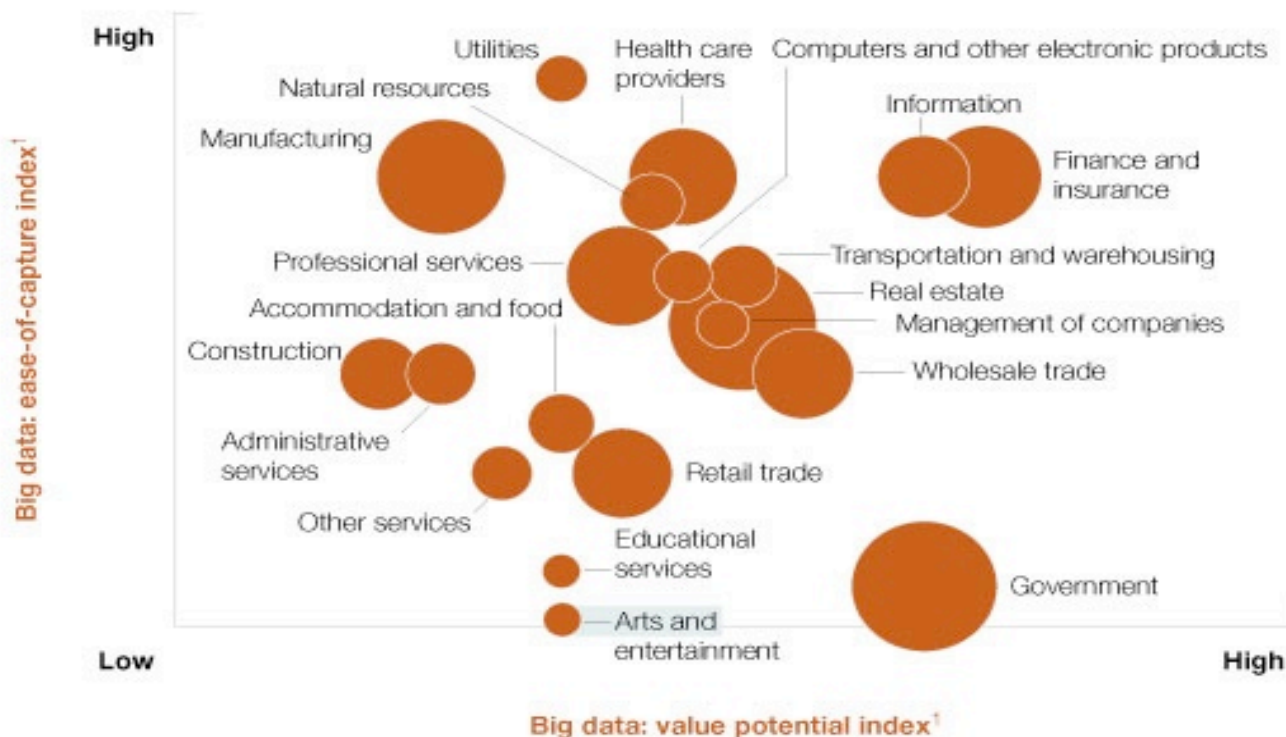 High
Utilities
Health care
providers
Computers and other electronic products
Natural resources
Information
Manufacturing
Finance and
insurance
Professional services
Transportation and warehousing
Real estate
Accommodation and food
Management of companies
Construction
Wholesale trade
Administrative
services
Retail trade
Other services
Educational
services
Government
Arts and
entertainment
Low
High
Big data: ease-of-capture index†
Big data: value potential index†